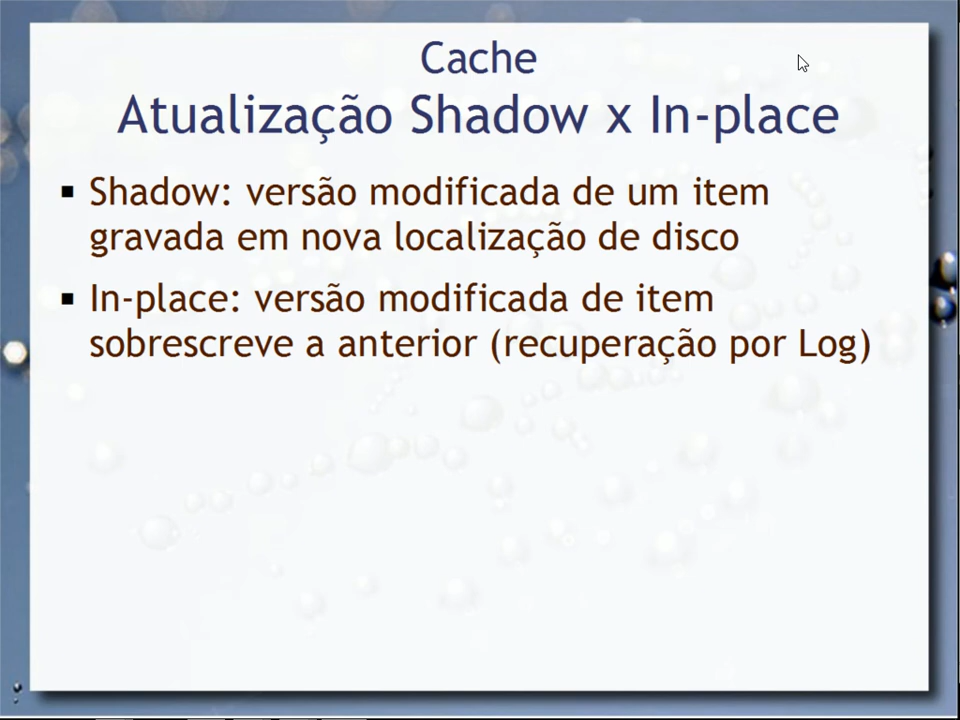 Cache
Atualização Shadow x In-place
▪ Shadow: versão modificada de um item
gravada em nova localização de disco
▪ In-place: versão modificada de item
sobrescreve a anterior (recuperação por Log)